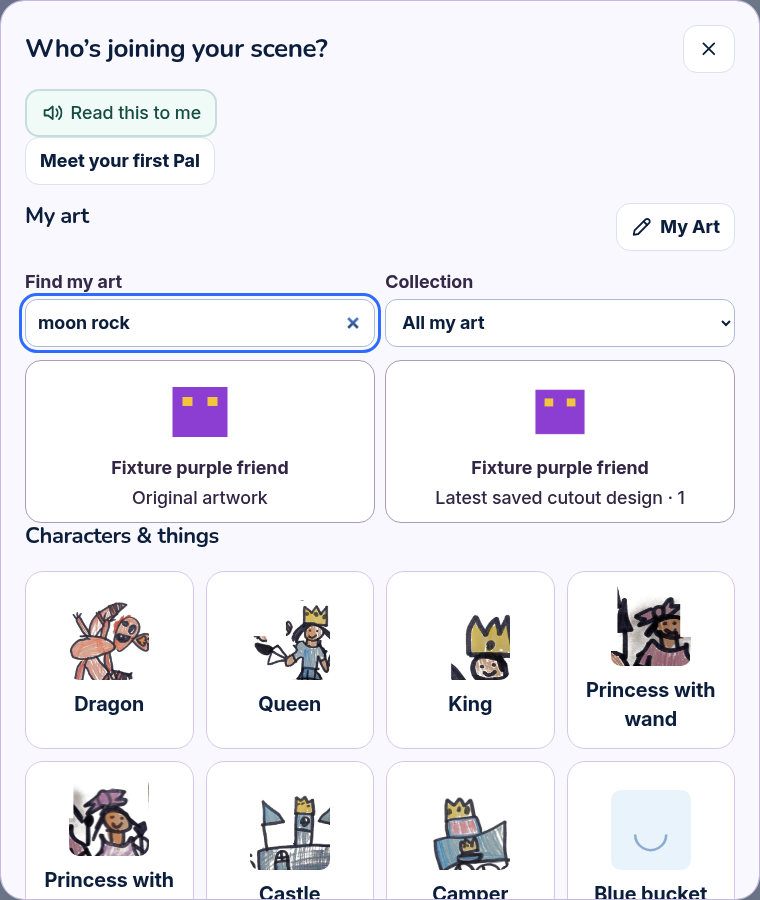 Who’s joining your scene?
Read this to me
Meet your first Pal
My art
My Art
Find my art
Collection
moon rock
All my art
Fixture purple friend
Original artwork
Fixture purple friend
Latest saved cutout design · 1
Characters & things
Dragon
Queen
King
Princess with
wand
Princess with
Castle
Camper
Blue bucket